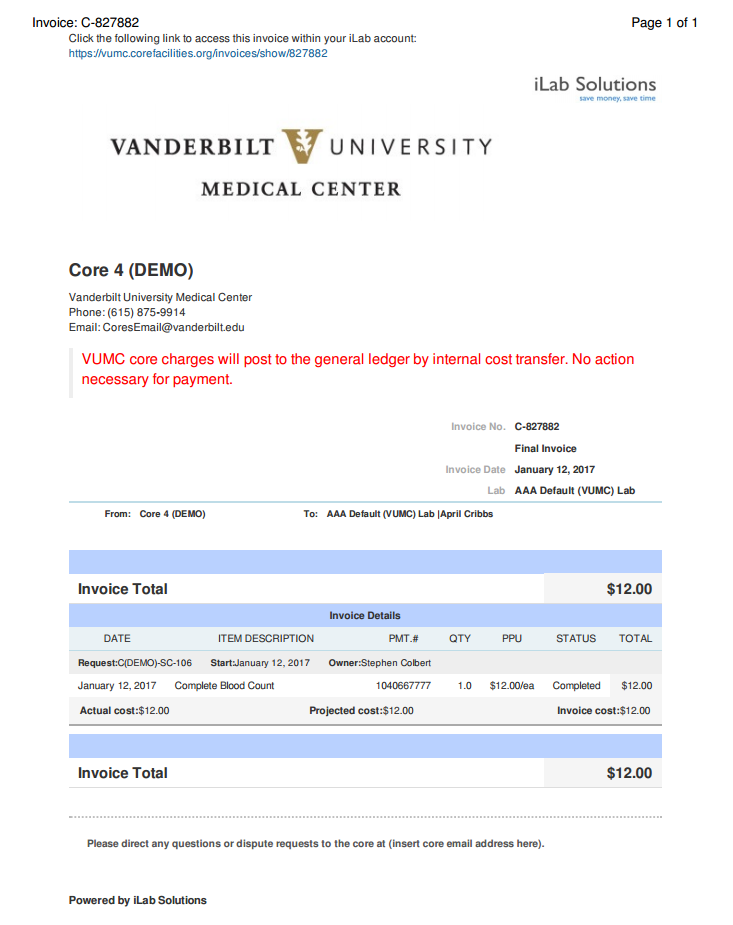 Invoice: C-827882 Page 1 of 1
Click the following link to access this invoice within your iLab account:
https://vumc.corefacilities.org/invoices/show/827882
iLab Solutions
save money, save time
VANDERBILT V UNIVERSITY
MEDICAL CENTER
Core 4 (DEMO)
Vanderbilt University Medical Center
Phone: (615) 875-9914
Email: CoresEmail@vanderbilt.edu
VUMC core charges will post to the general ledger by internal cost transfer. No action
necessary for payment.
Invoice No. C-827882
Final Invoice
Invoice Date January 12, 2017
Lab AAA Default (VUMC) Lab
From: Core 4 (DEMO) To: AAA Default (VUMC) Lab |April Cribbs
Invoice Total $12.00
Invoice Details
DATE ITEM DESCRIPTION PMT.# QTY PPU STATUS TOTAL
Request:C(DEMO)-SC-106 Start:January 12, 2017 Owner:Stephen Colbert
January 12, 2017 Complete Blood Count 1040667777 1.0 $12.00/ea Completed $12.00
Actual cost:$12.00 Projected cost:$12.00 Invoice cost:$12.00
Invoice Total $12.00
Please direct any questions or dispute requests to the core at (insert core email address here).
Powered by iLab Solutions